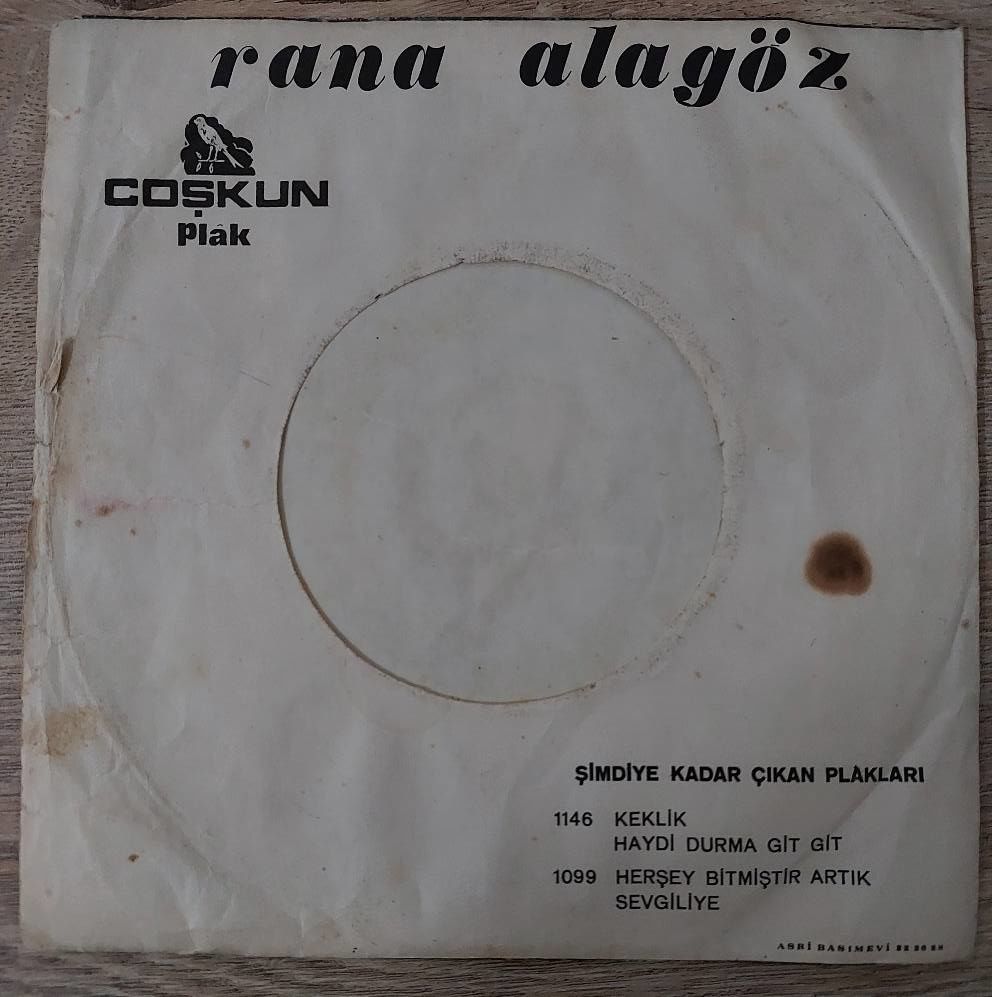 rana alagöz
COŞKUN
Plâk
ŞİMDİYE KADAR ÇIKAN PLAKLARI
1146 KEKLİK
HAYDİ DURMA GİT GİT
1099 HERŞEY BİTMİŞTİR ARTIK
SEVGİLİYE
ASRİ BASIMEVİ